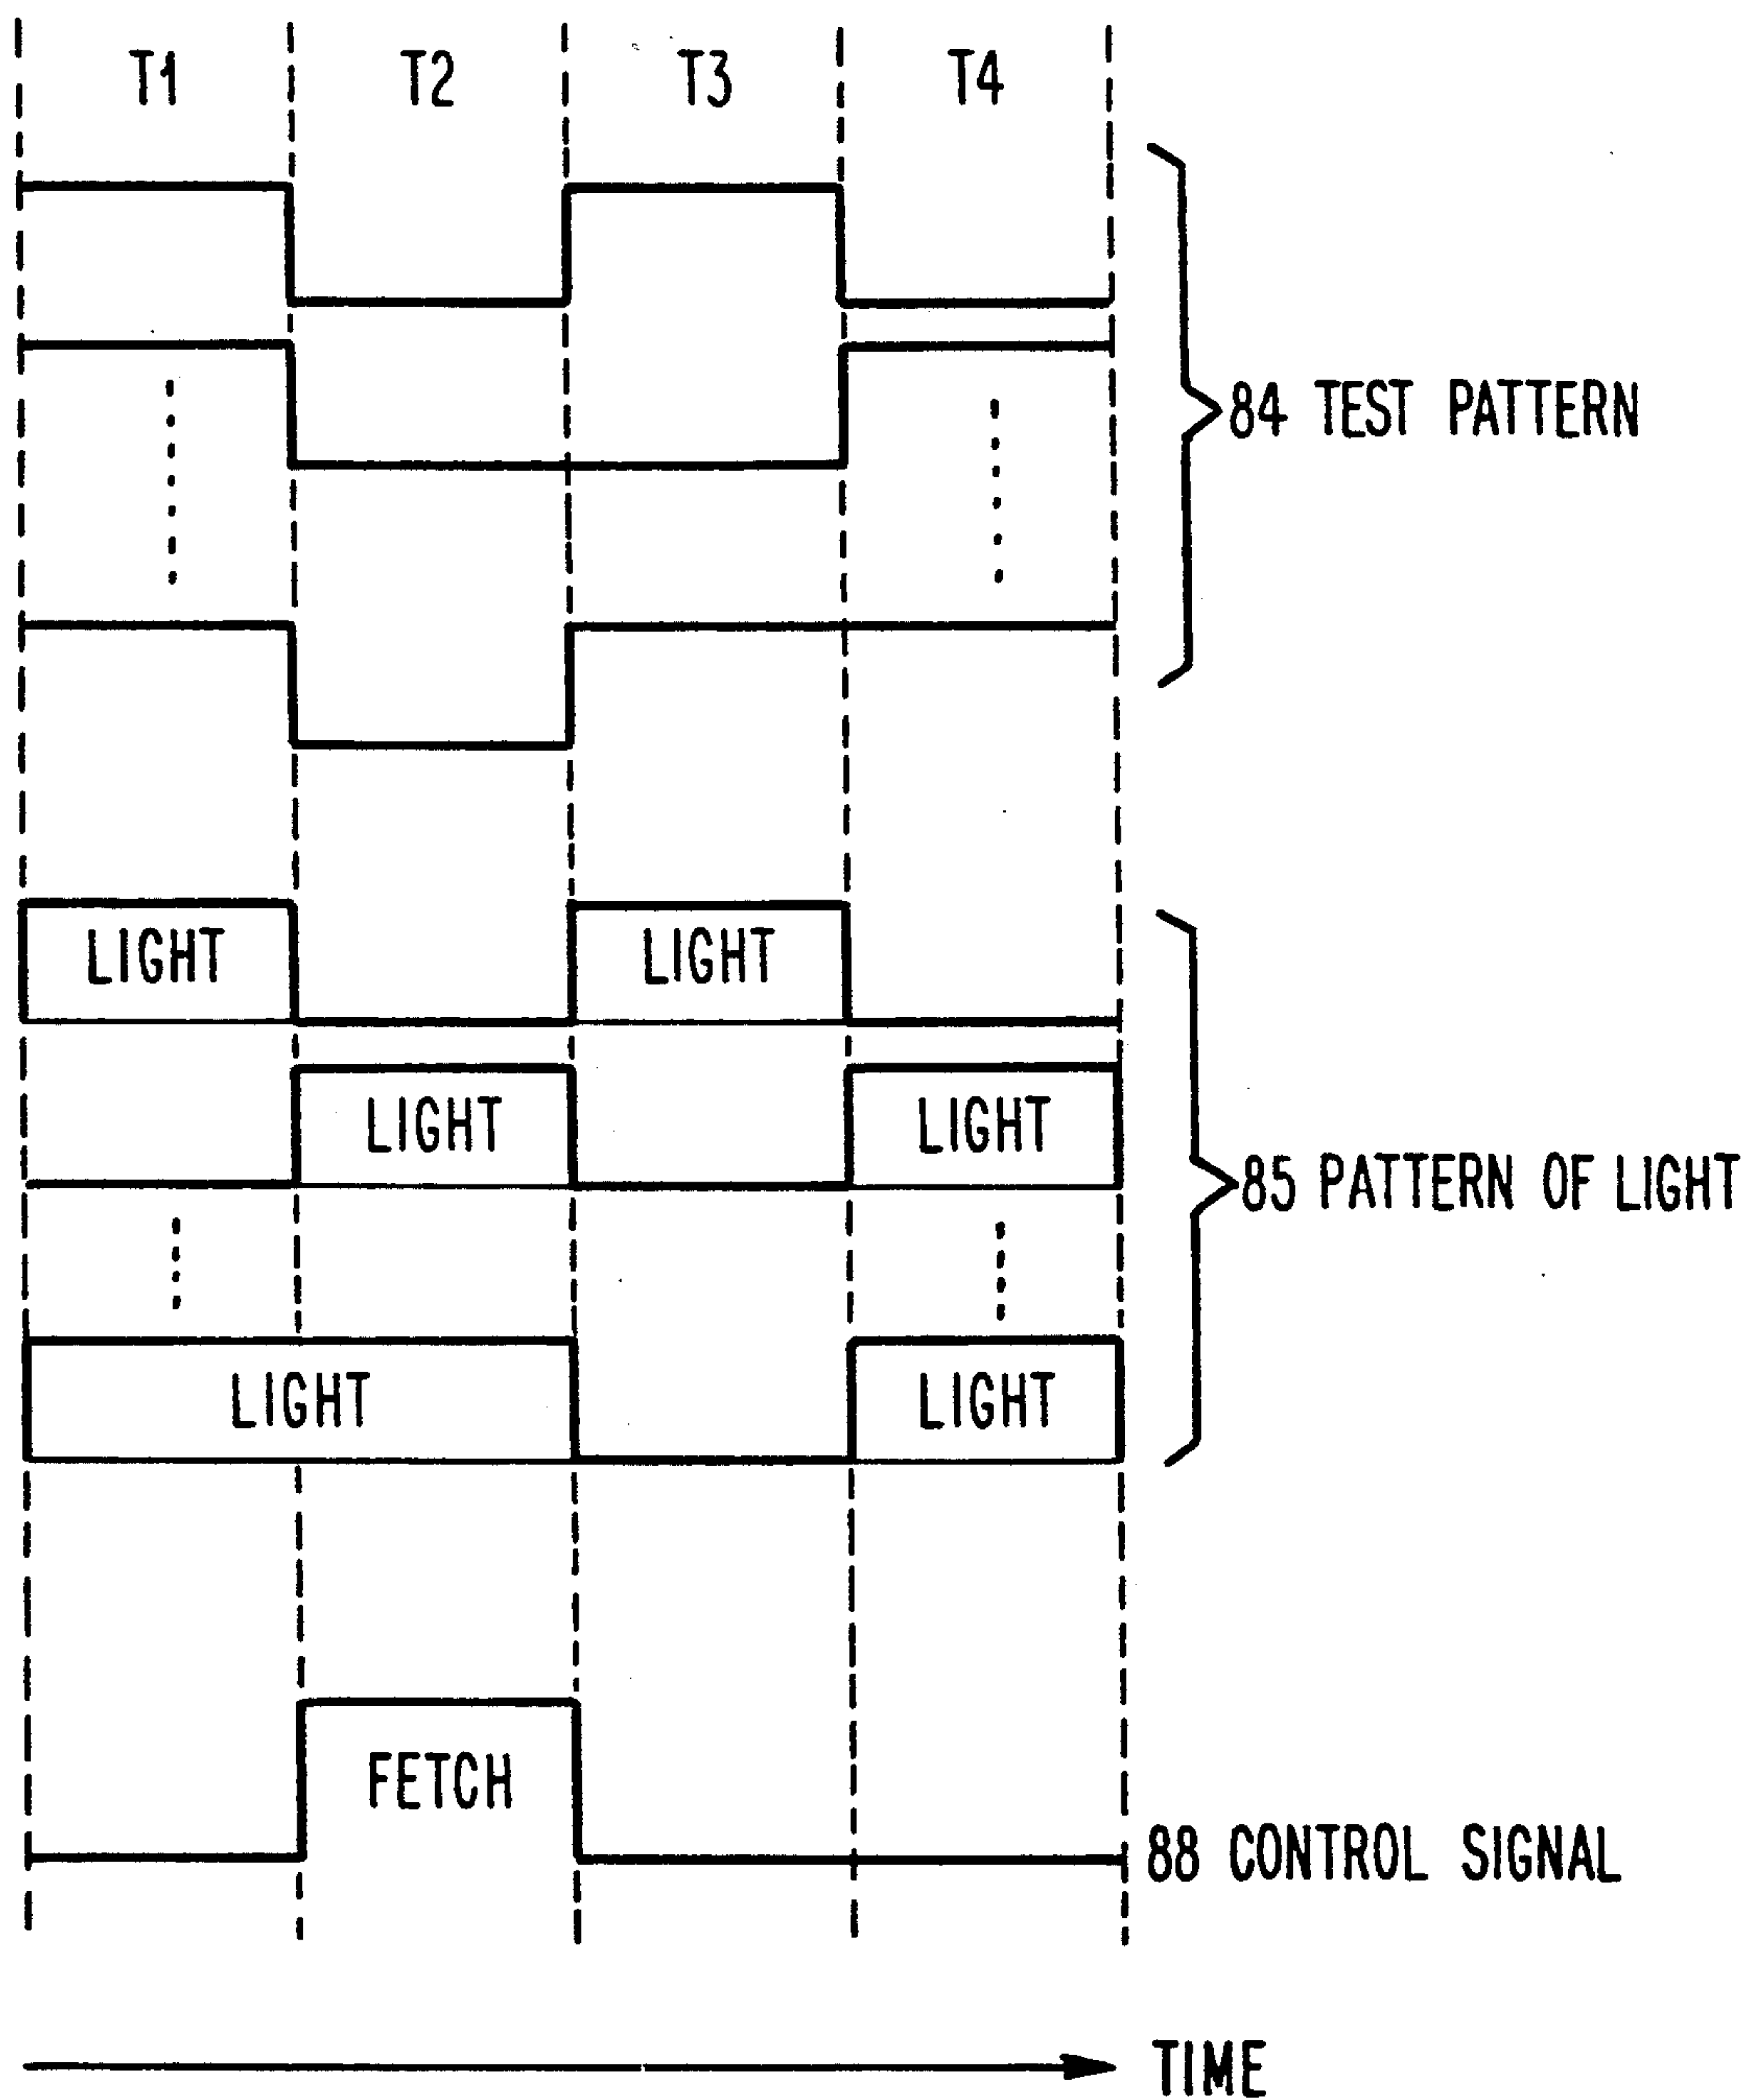 T1 T2 T3 T4
84 TEST PATTERN
LIGHT LIGHT
LIGHT LIGHT
85 PATTERN OF LIGHT
LIGHT LIGHT
FETCH
88 CONTROL SIGNAL
TIME